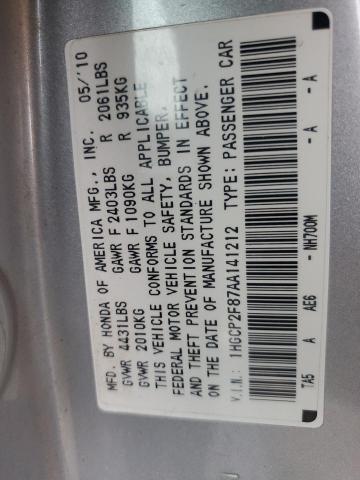 MFD. BY HONDA OF AMERICA MFG., INC. 05/'10
GVWR 4431LBS GAWR F 2403LBS R 2061LBS
GVWR 2010KG GAWR F 1090KG R 935KG
THIS VEHICLE CONFORMS TO ALL APPLICABLE
FEDERAL MOTOR VEHICLE SAFETY, BUMPER,
AND THEFT PREVENTION STANDARDS IN EFFECT
ON THE DATE OF MANUFACTURE SHOWN ABOVE.
V.I.N.: 1HGCP2F87AA141212 TYPE: PASSENGER CAR
TA5 A AE6 - NH700M - A - A